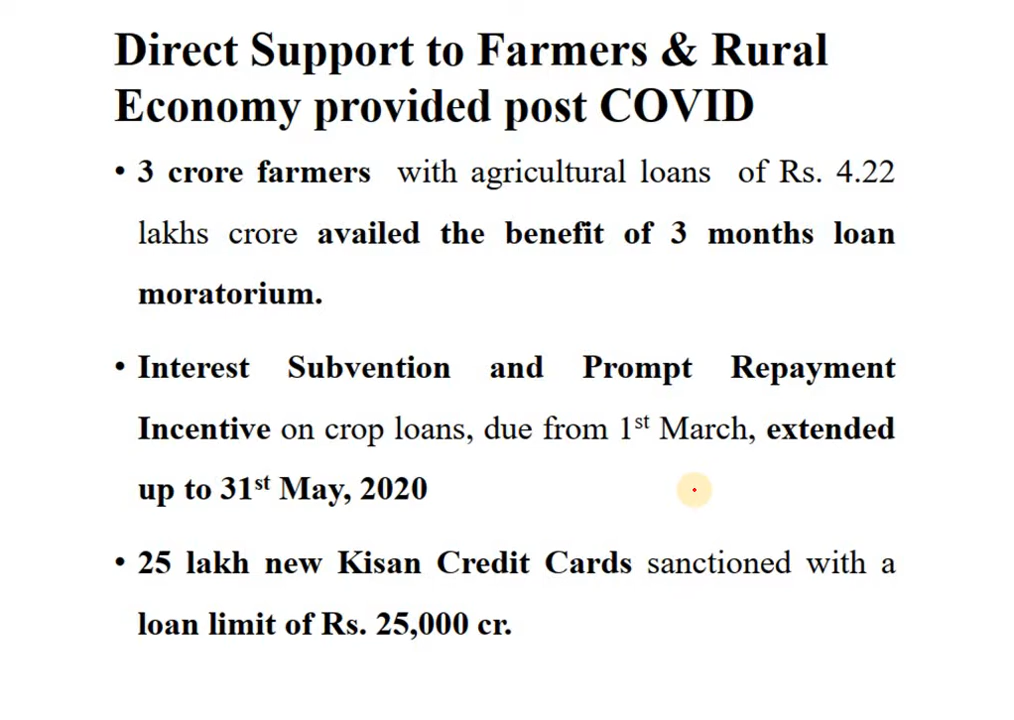 Direct Support to Farmers & Rural
Economy provided post COVID
• 3 crore farmers with agricultural loans of Rs. 4.22
lakhs crore availed the benefit of 3 months loan
moratorium.
• Interest Subvention and Prompt Repayment
Incentive on crop loans, due from 1st March, extended
up to 31st May, 2020
• 25 lakh new Kisan Credit Cards sanctioned with a
loan limit of Rs. 25,000 cr.